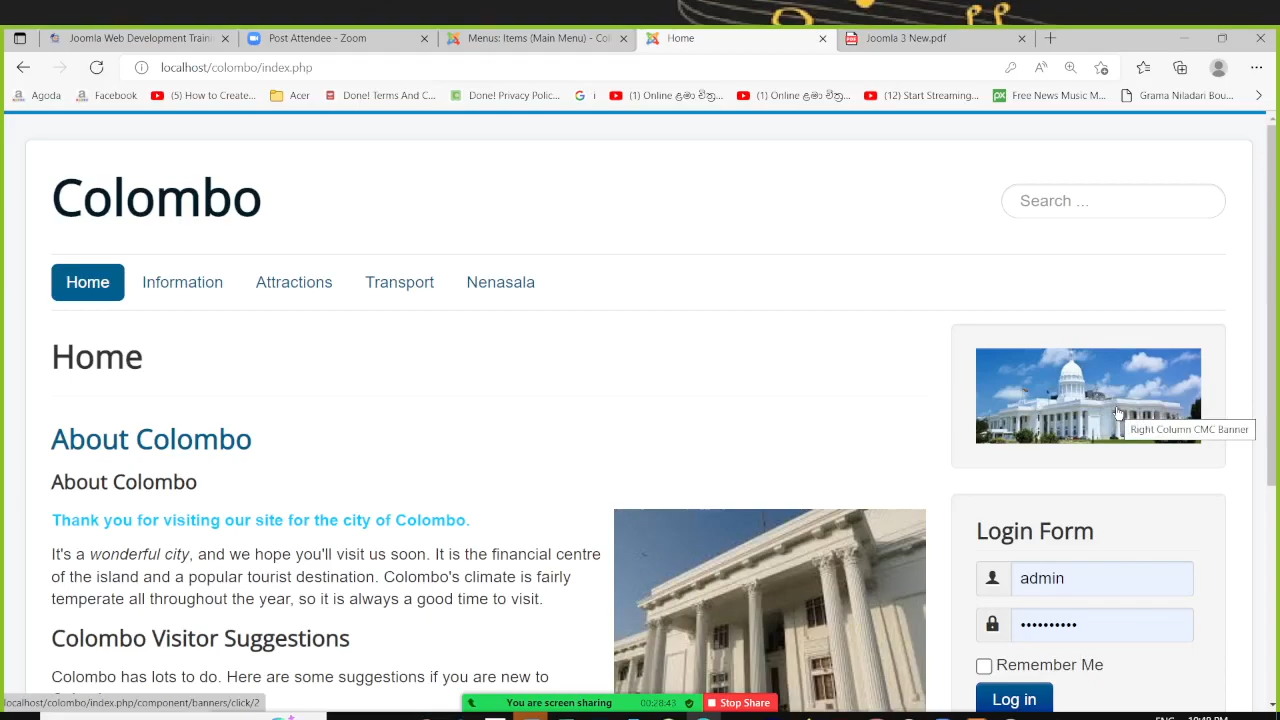 Joomla Web Development Traini
Post Attendee - Zoom
Menus: Items (Main Menu) - Col
Home
Joomla 3 New.pdf
localhost/colombo/index.php
Agoda
Facebook
(5) How to Create...
Acer
Done! Terms And C...
Done! Privacy Polic...
i
(1) Online ළමා චිත්‍ර...
(1) Online ළමා චිත්‍ර...
(12) Start Streaming...
Free News Music M...
Grama Niladari Bou...
Colombo
Search ...
Home
Information
Attractions
Transport
Nenasala
Home
Right Column CMC Banner
About Colombo
About Colombo
Thank you for visiting our site for the city of Colombo.
It's a wonderful city, and we hope you'll visit us soon. It is the financial centre
of the island and a popular tourist destination. Colombo's climate is fairly
temperate all throughout the year, so it is always a good time to visit.
Colombo Visitor Suggestions
Colombo has lots to do. Here are some suggestions if you are new to
Login Form
admin
Remember Me
Log in
localhost/colombo/index.php/component/banners/click/2
You are screen sharing
00:28:43
Stop Share